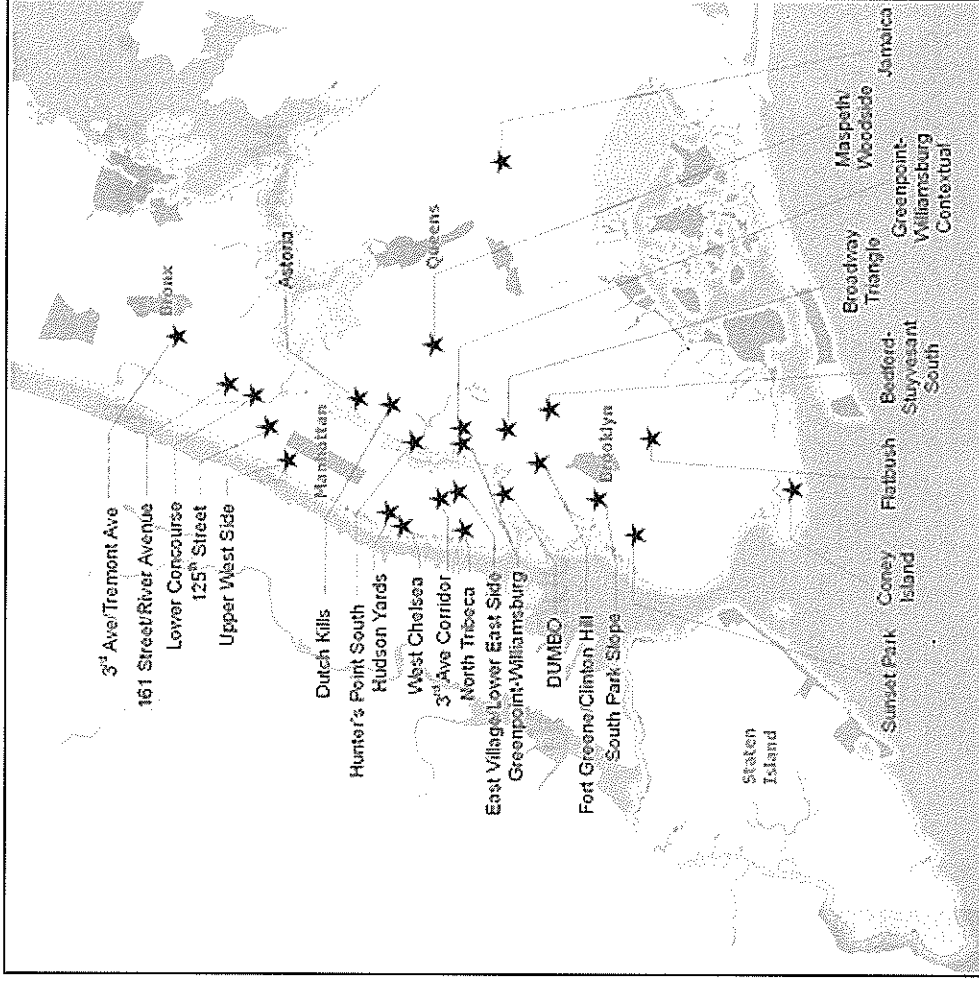 3rd Ave/Tremont Ave
161 Street/River Avenue
Lower Concourse
125th Street
Upper West Side
Dutch Kills
Hunter's Point South
Hudson Yards
West Chelsea
3rd Ave Corridor
North Tribeca
East Village/Lower East Side
Greenpoint-Williamsburg
DUMBO
Fort Greene/Clinton Hill
South Park Slope
Bronx
Astoria
Manhattan
Queens
Brooklyn
Staten
Island
Sunset Park
Coney
Island
Flatbush
Bedford-
Stuyvesant
South
Broadway
Triangle
Greenpoint-
Williamsburg
Contextual
Maspeth/
Woodside
Jamaica